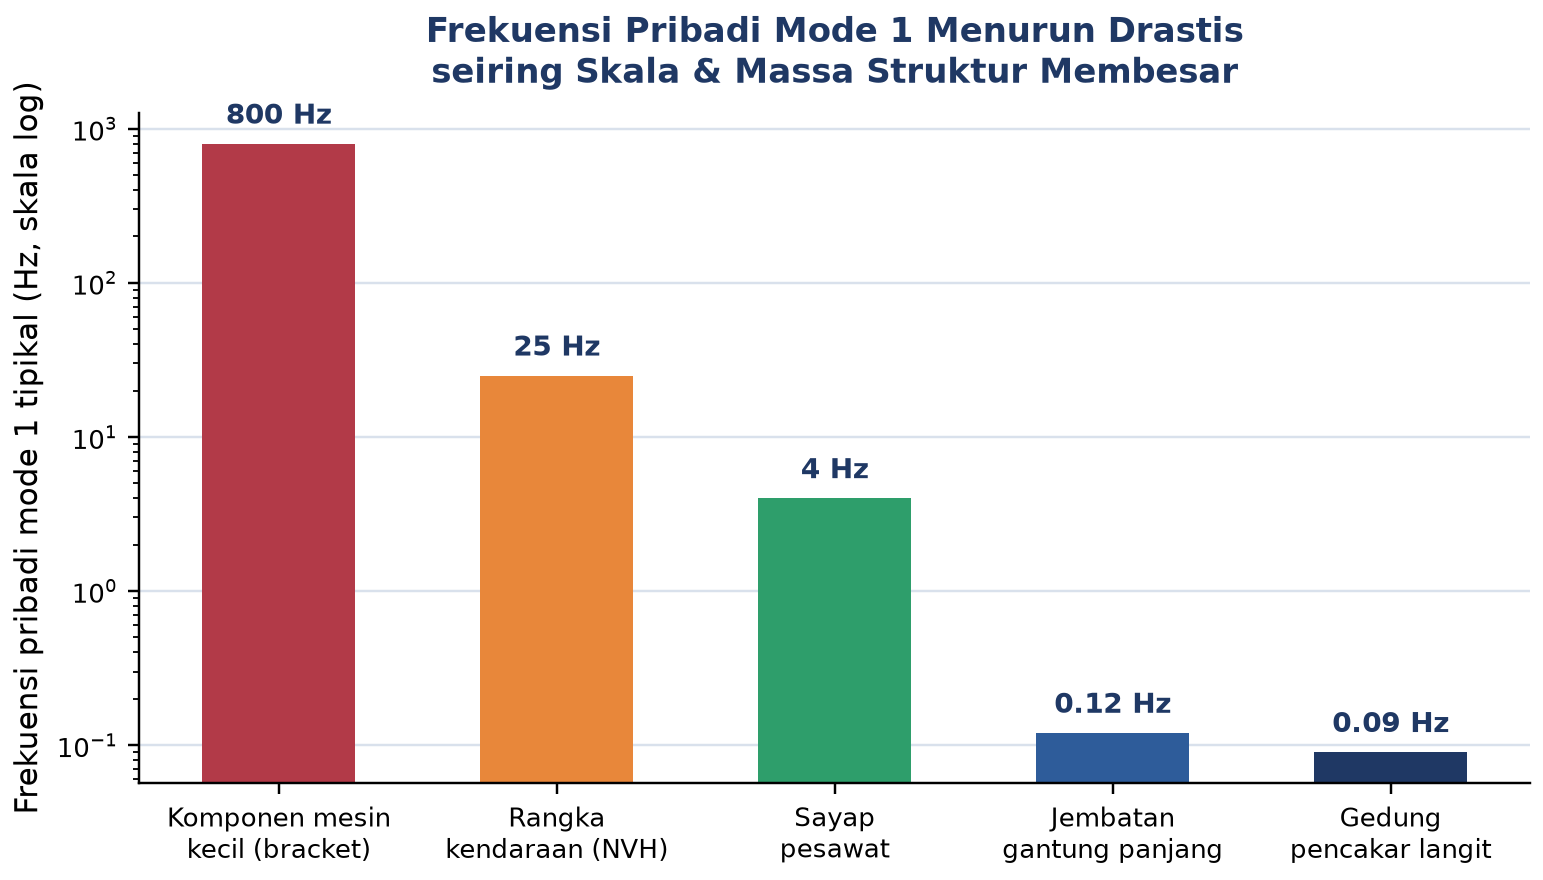 Frekuensi Pribadi Mode 1 Menurun Drastis
seiring Skala & Massa Struktur Membesar
Frekuensi pribadi mode 1 tipikal (Hz, skala log)
10³
10²
10¹
10⁰
10⁻¹
800 Hz
25 Hz
4 Hz
0.12 Hz
0.09 Hz
Komponen mesin
kecil (bracket)
Rangka
kendaraan (NVH)
Sayap
pesawat
Jembatan
gantung panjang
Gedung
pencakar langit